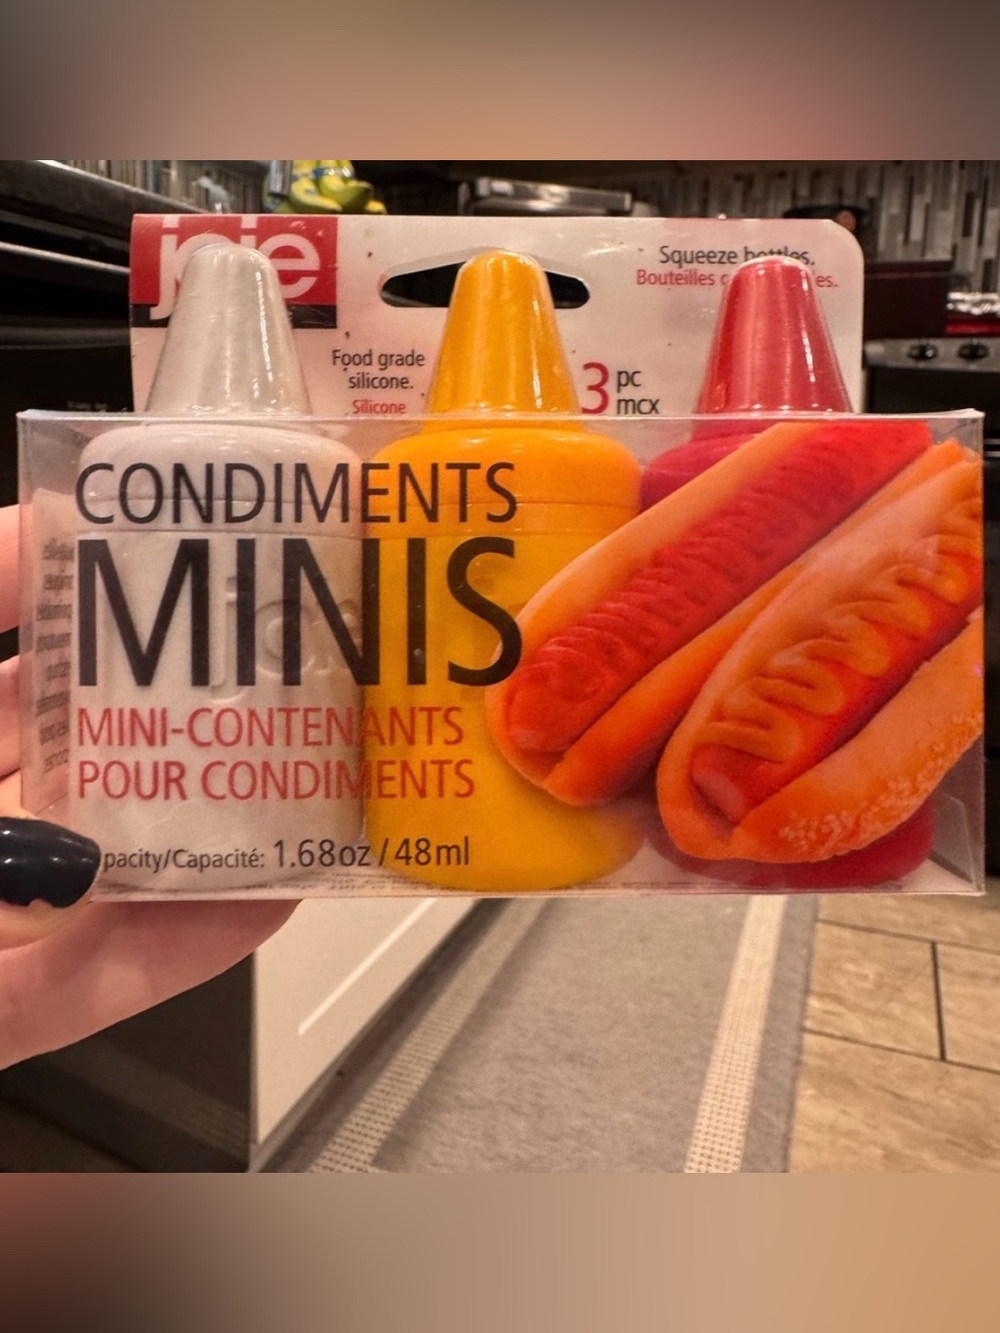 joie
Squeeze bottles.
Bouteilles
Food grade
silicone.
Silicone
3 pc
mcx
CONDIMENTS
MINIS
MINI-CONTENANTS
POUR CONDIMENTS
pacity/Capacité: 1.68oz / 48ml